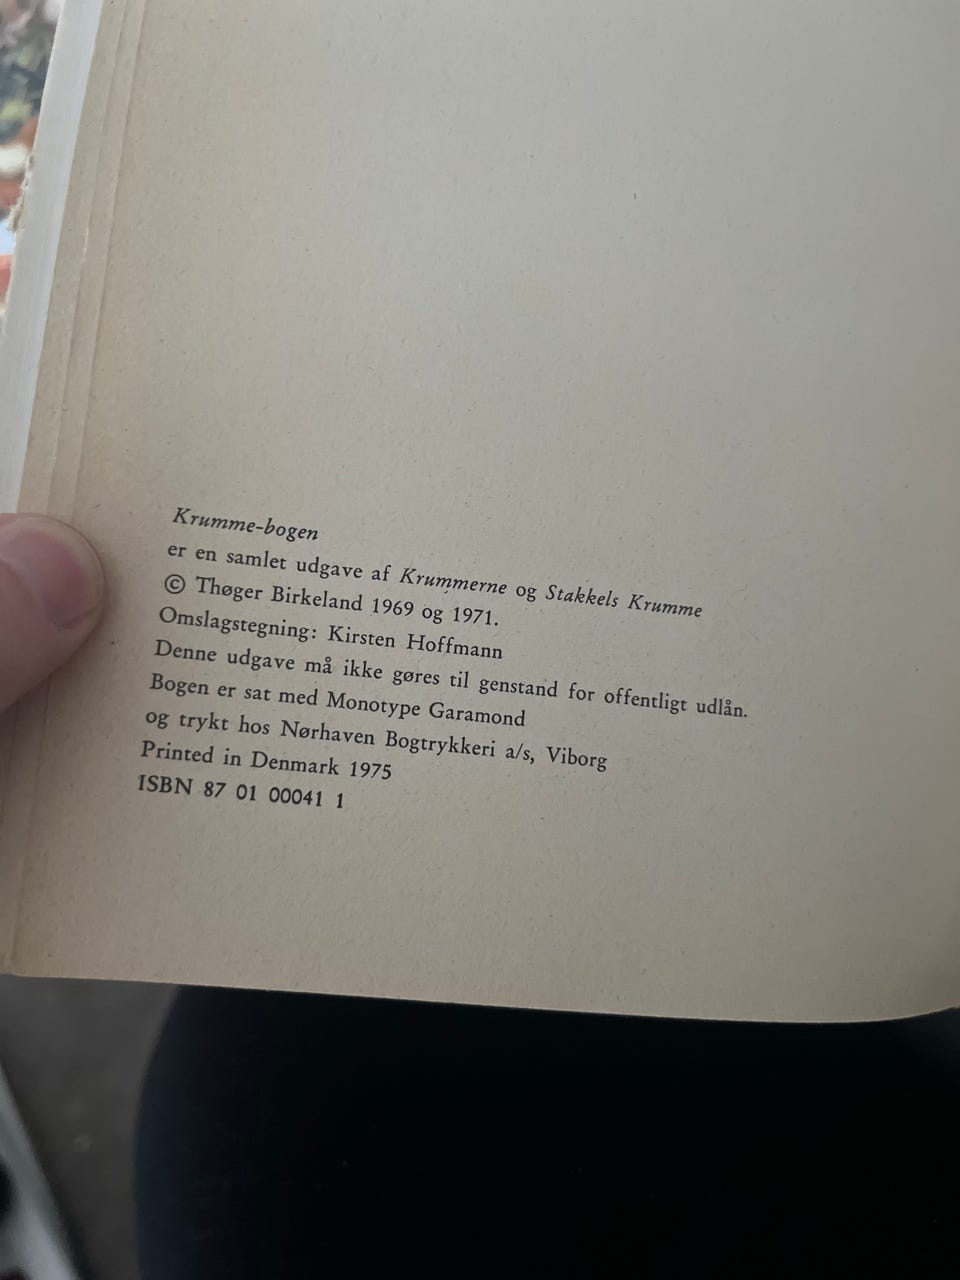 Krumme-bogen
er en samlet udgave af Krummerne og Stakkels Krumme
© Thøger Birkeland 1969 og 1971.
Omslagstegning: Kirsten Hoffmann
Denne udgave må ikke gøres til genstand for offentligt udlån.
Bogen er sat med Monotype Garamond
og trykt hos Nørhaven Bogtrykkeri a/s, Viborg
Printed in Denmark 1975
ISBN 87 01 00041 1